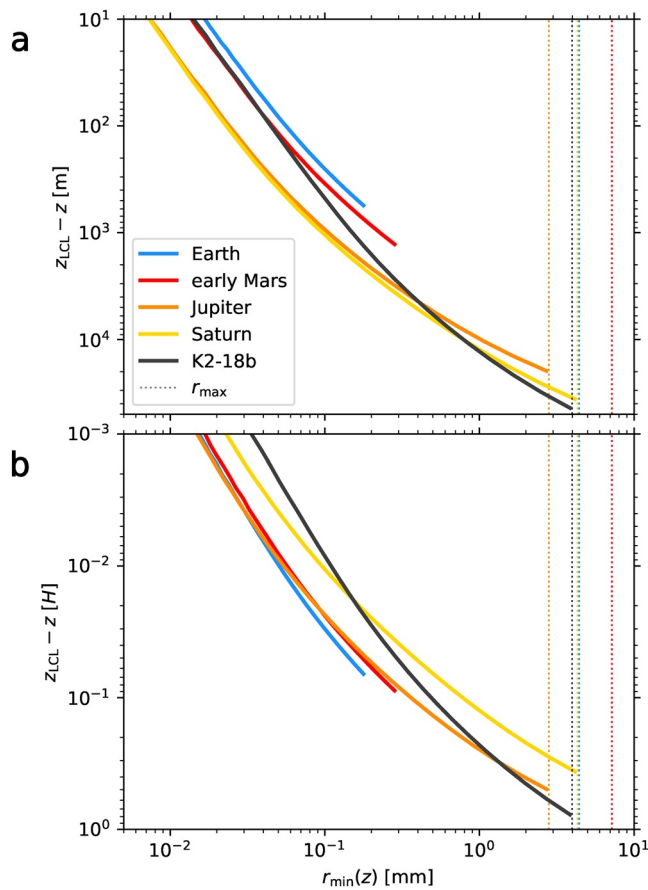 a
10¹
10²
10³
10⁴
z_LCL − z [m]
Earth
early Mars
Jupiter
Saturn
K2-18b
r_max
b
10⁻³
10⁻²
10⁻¹
10⁰
z_LCL − z [H]
10⁻² 10⁻¹ 10⁰ 10¹
r_min(z) [mm]